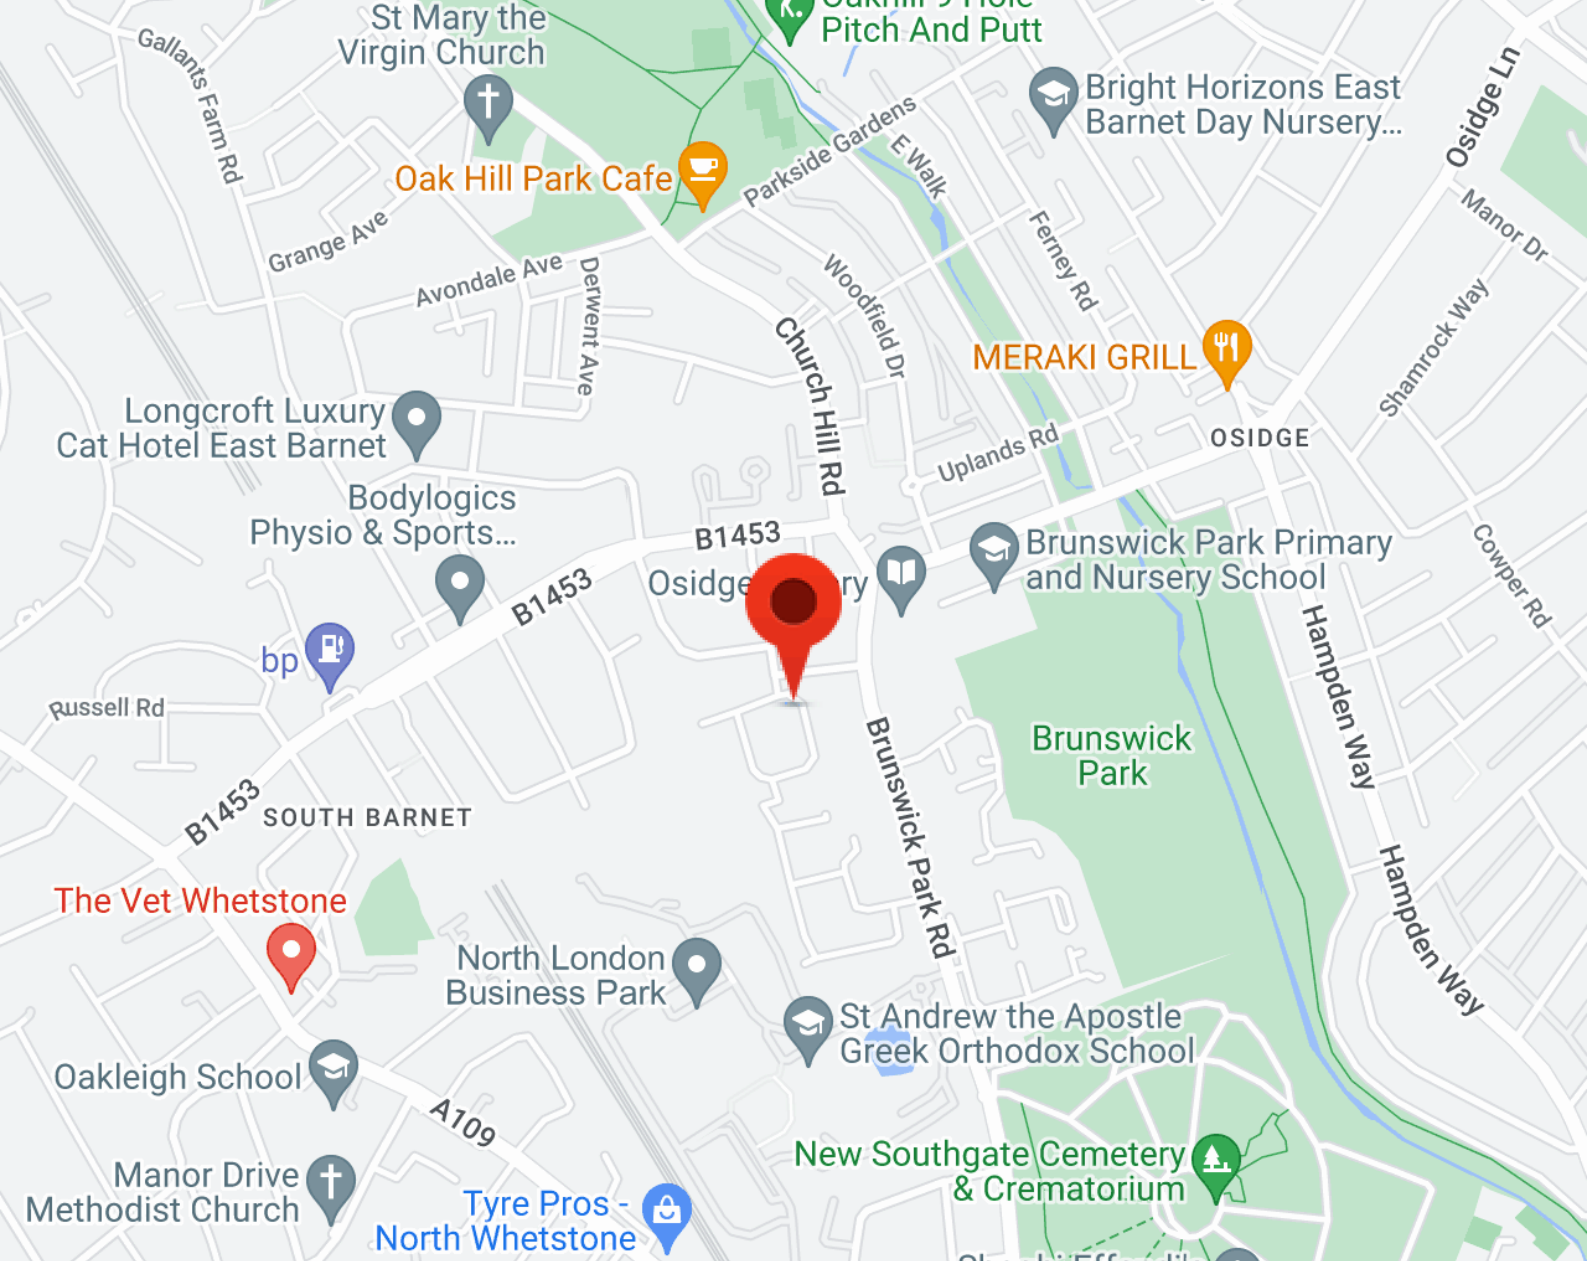 St Mary the
Virgin Church
Pitch And Putt
Gallants Farm Rd
Bright Horizons East
Barnet Day Nursery...
Osidge Ln
Oak Hill Park Cafe
Parkside Gardens
E Walk
Manor Dr
Grange Ave
Avondale Ave
Derwent Ave
Woodfield Dr
Ferney Rd
Shamrock Way
Church Hill Rd
MERAKI GRILL
Longcroft Luxury
Cat Hotel East Barnet
OSIDGE
Uplands Rd
Bodylogics
Physio & Sports...
B1453
B1453
Osidge
Brunswick Park Primary
and Nursery School
Cowper Rd
bp
Russell Rd
Hampden Way
Brunswick
Park
Brunswick Park Rd
B1453
SOUTH BARNET
Hampden Way
The Vet Whetstone
North London
Business Park
St Andrew the Apostle
Greek Orthodox School
Oakleigh School
A109
New Southgate Cemetery
& Crematorium
Manor Drive
Methodist Church
Tyre Pros -
North Whetstone